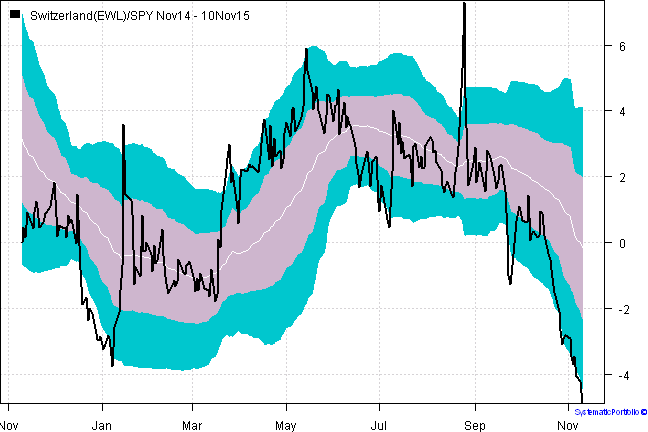 Switzerland(EWL)/SPY Nov14 - 10Nov15
6
4
2
0
-2
-4
Nov Jan Mar May Jul Sep Nov
SystematicPortfolio ©